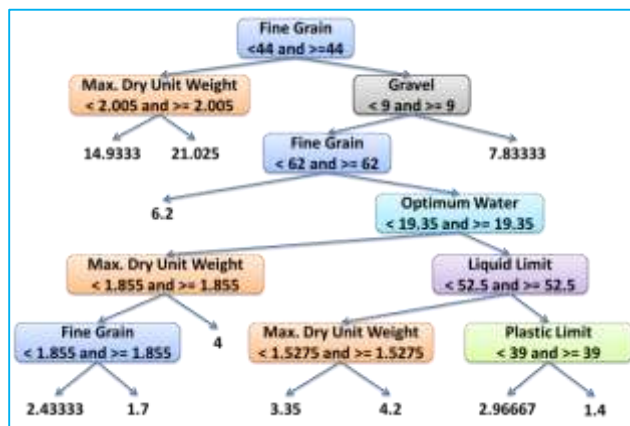 Fine Grain
<44 and >=44
Max. Dry Unit Weight
< 2.005 and >= 2.005
Gravel
< 9 and >= 9
14.9333
21.025
Fine Grain
< 62 and >= 62
7.83333
6.2
Optimum Water
< 19.35 and >= 19.35
Max. Dry Unit Weight
< 1.855 and >= 1.855
Liquid Limit
< 52.5 and >= 52.5
Fine Grain
< 1.855 and >= 1.855
4
Max. Dry Unit Weight
< 1.5275 and >= 1.5275
Plastic Limit
< 39 and >= 39
2.43333
1.7
3.35
4.2
2.96667
1.4